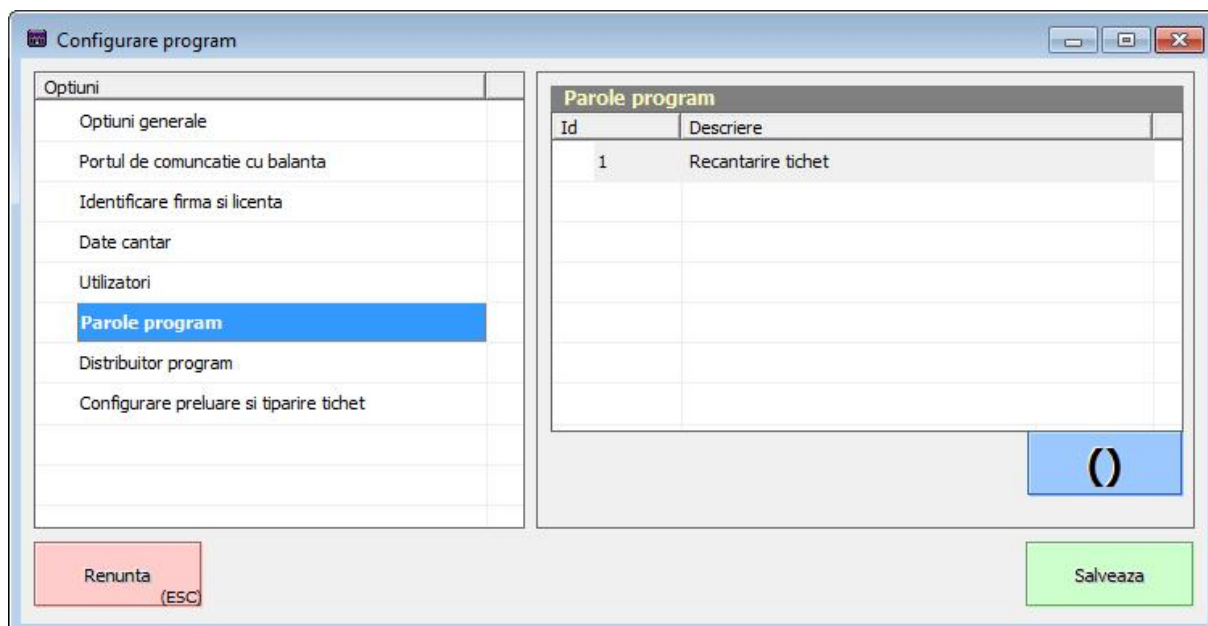 Configurare program
Optiuni
Optiuni generale
Portul de comuncatie cu balanta
Identificare firma si licenta
Date cantar
Utilizatori
Parole program
Distribuitor program
Configurare preluare si tiparire tichet
Parole program
Id Descriere
1 Recantarire tichet
()
Renunta
(ESC)
Salveaza